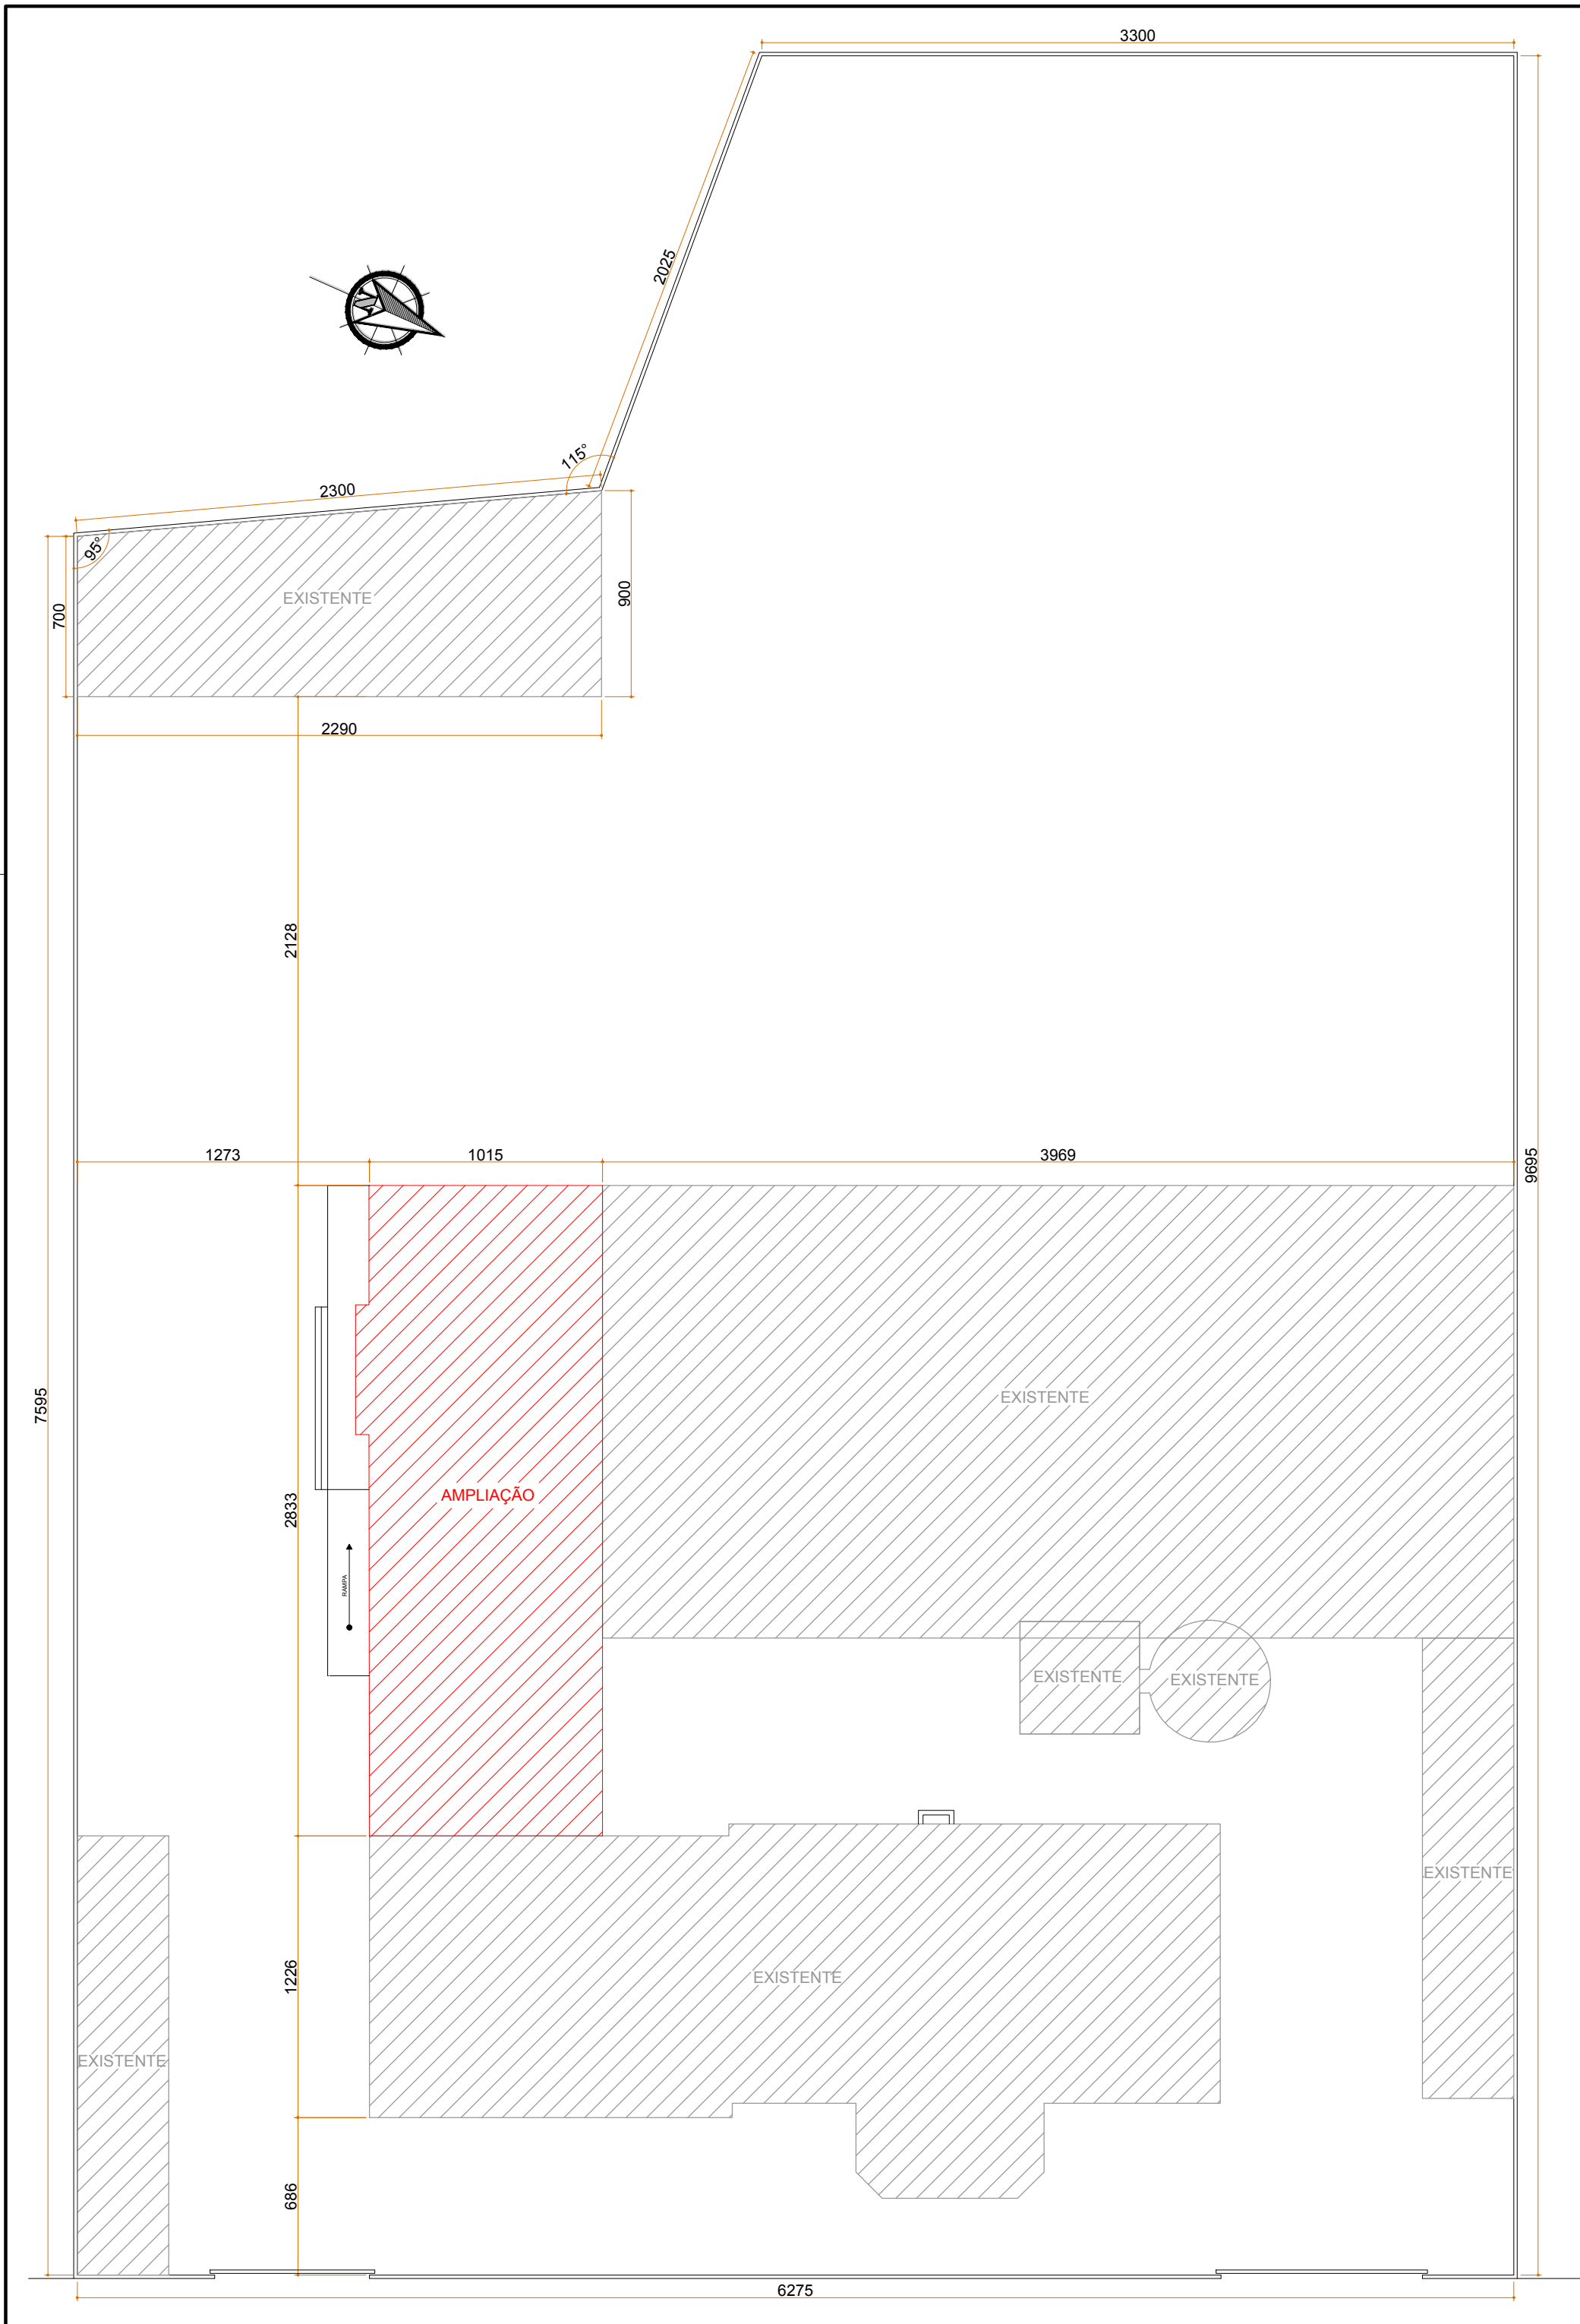 3300
2025
N
115°
2300
95°
EXISTENTE
700
900
2290
2128
1273
1015
3969
9695
7595
EXISTENTE
2833
AMPLIAÇÃO
RAMPA
EXISTENTE
EXISTENTE
EXISTENTE
1226
EXISTENTE
EXISTENTE
686
6275